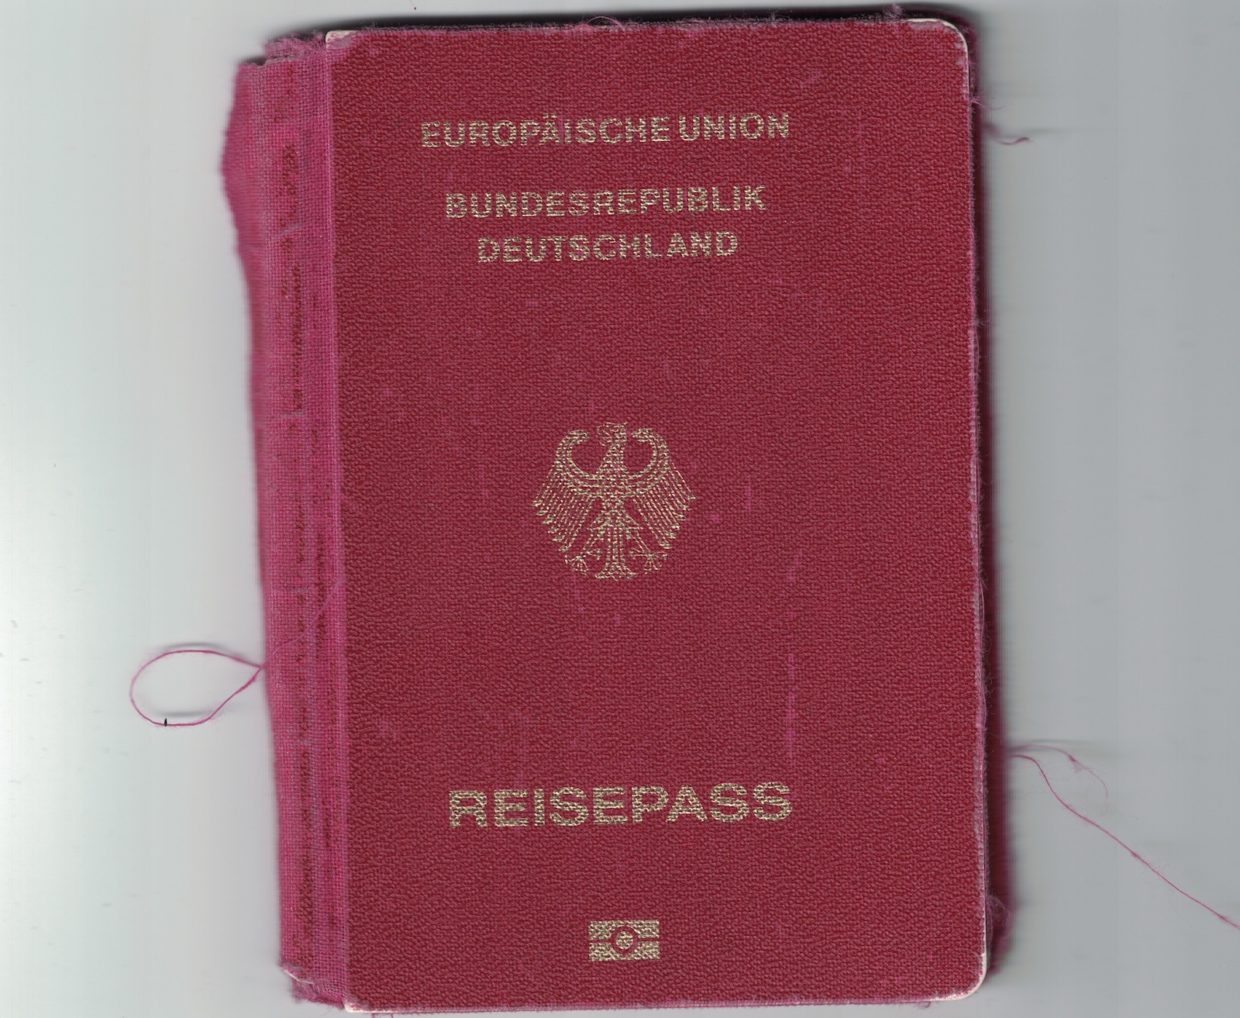 EUROPÄISCHE UNION
BUNDESREPUBLIK
DEUTSCHLAND
REISEPASS